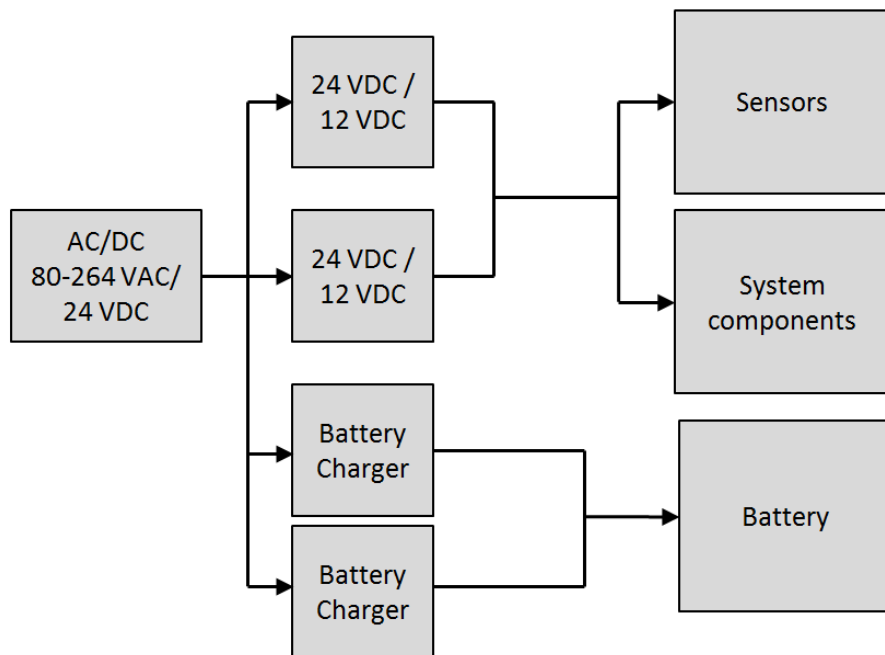 AC/DC
80-264 VAC/
24 VDC
24 VDC /
12 VDC
24 VDC /
12 VDC
Battery
Charger
Battery
Charger
Sensors
System
components
Battery